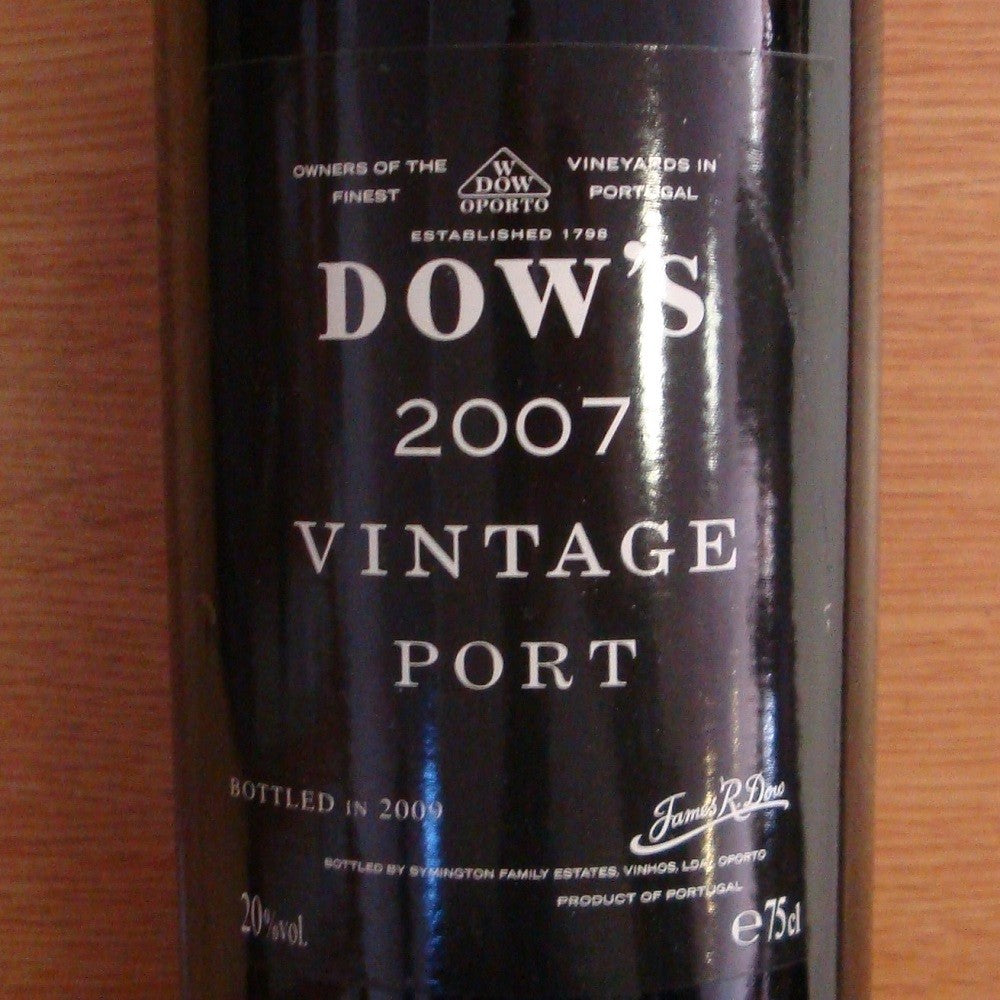 OWNERS OF THE FINEST
W
DOW
OPORTO
VINEYARDS IN PORTUGAL
ESTABLISHED 1798
DOW'S
2007
VINTAGE
PORT
BOTTLED IN 2009
James R. Dow
BOTTLED BY SYMINGTON FAMILY ESTATES, VINHOS, LDA, OPORTO
PRODUCT OF PORTUGAL
20%vol.
e 75cl